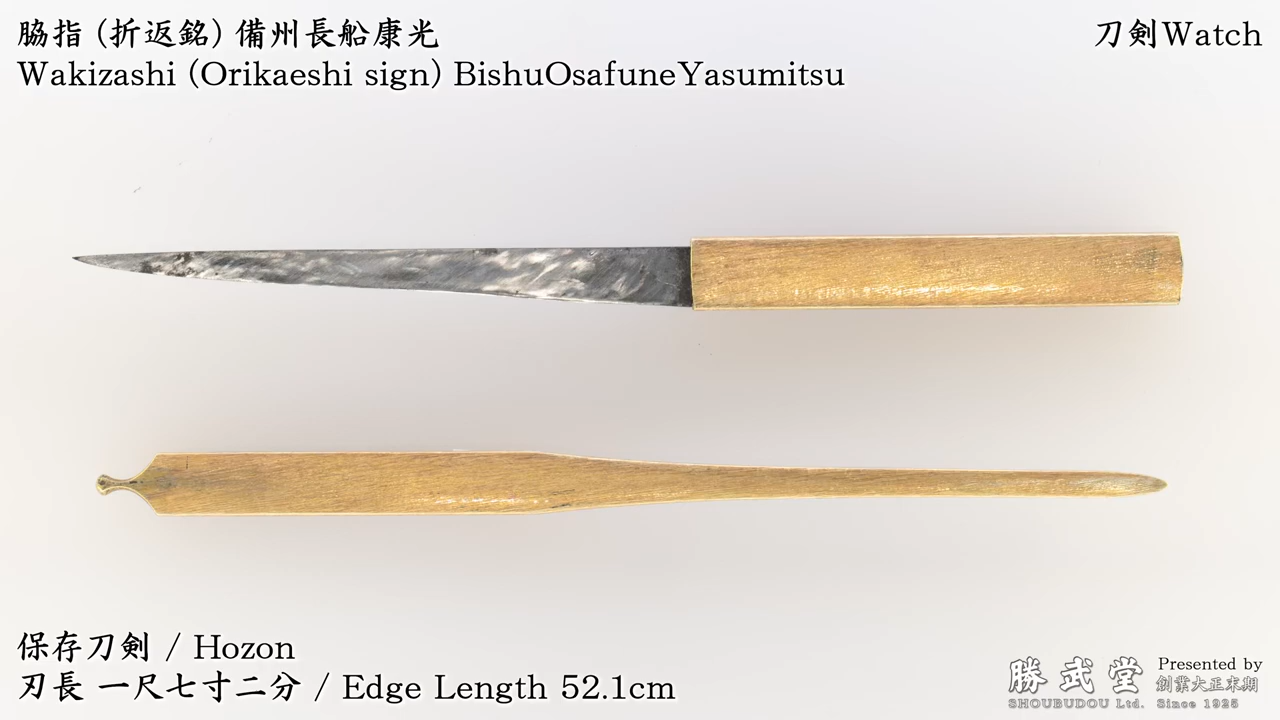 脇指 (折返銘) 備州長船康光
Wakizashi (Orikaeshi sign) BishuOsafuneYasumitsu
刀剣Watch
保存刀剣 / Hozon
刃長 一尺七寸二分 / Edge Length 52.1cm
勝武堂
SHOUBUDOU Ltd.
Presented by
創業大正末期
Since 1925